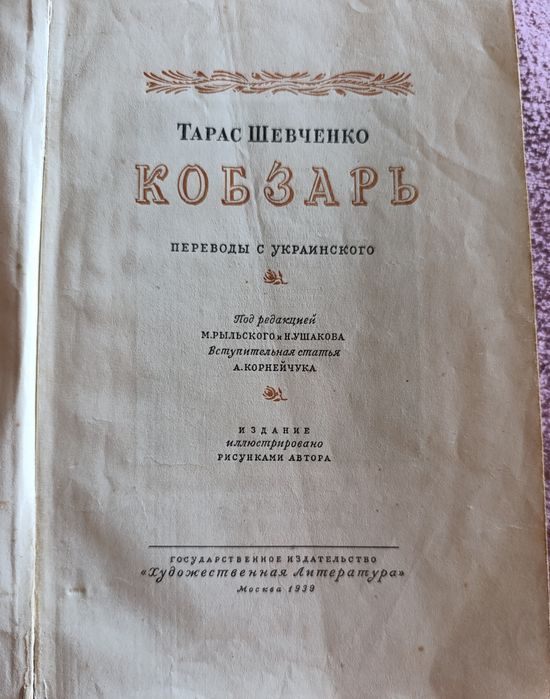 ТАРАС ШЕВЧЕНКО
КОБЗАРЬ
ПЕРЕВОДЫ С УКРАИНСКОГО
Под редакцией
М.РЫЛЬСКОГО и Н.УШАКОВА
Вступительная статья
А.КОРНЕЙЧУКА
ИЗДАНИЕ
иллюстрировано
РИСУНКАМИ АВТОРА
ГОСУДАРСТВЕННОЕ ИЗДАТЕЛЬСТВО
«Художественная Литература»
Москва 1939